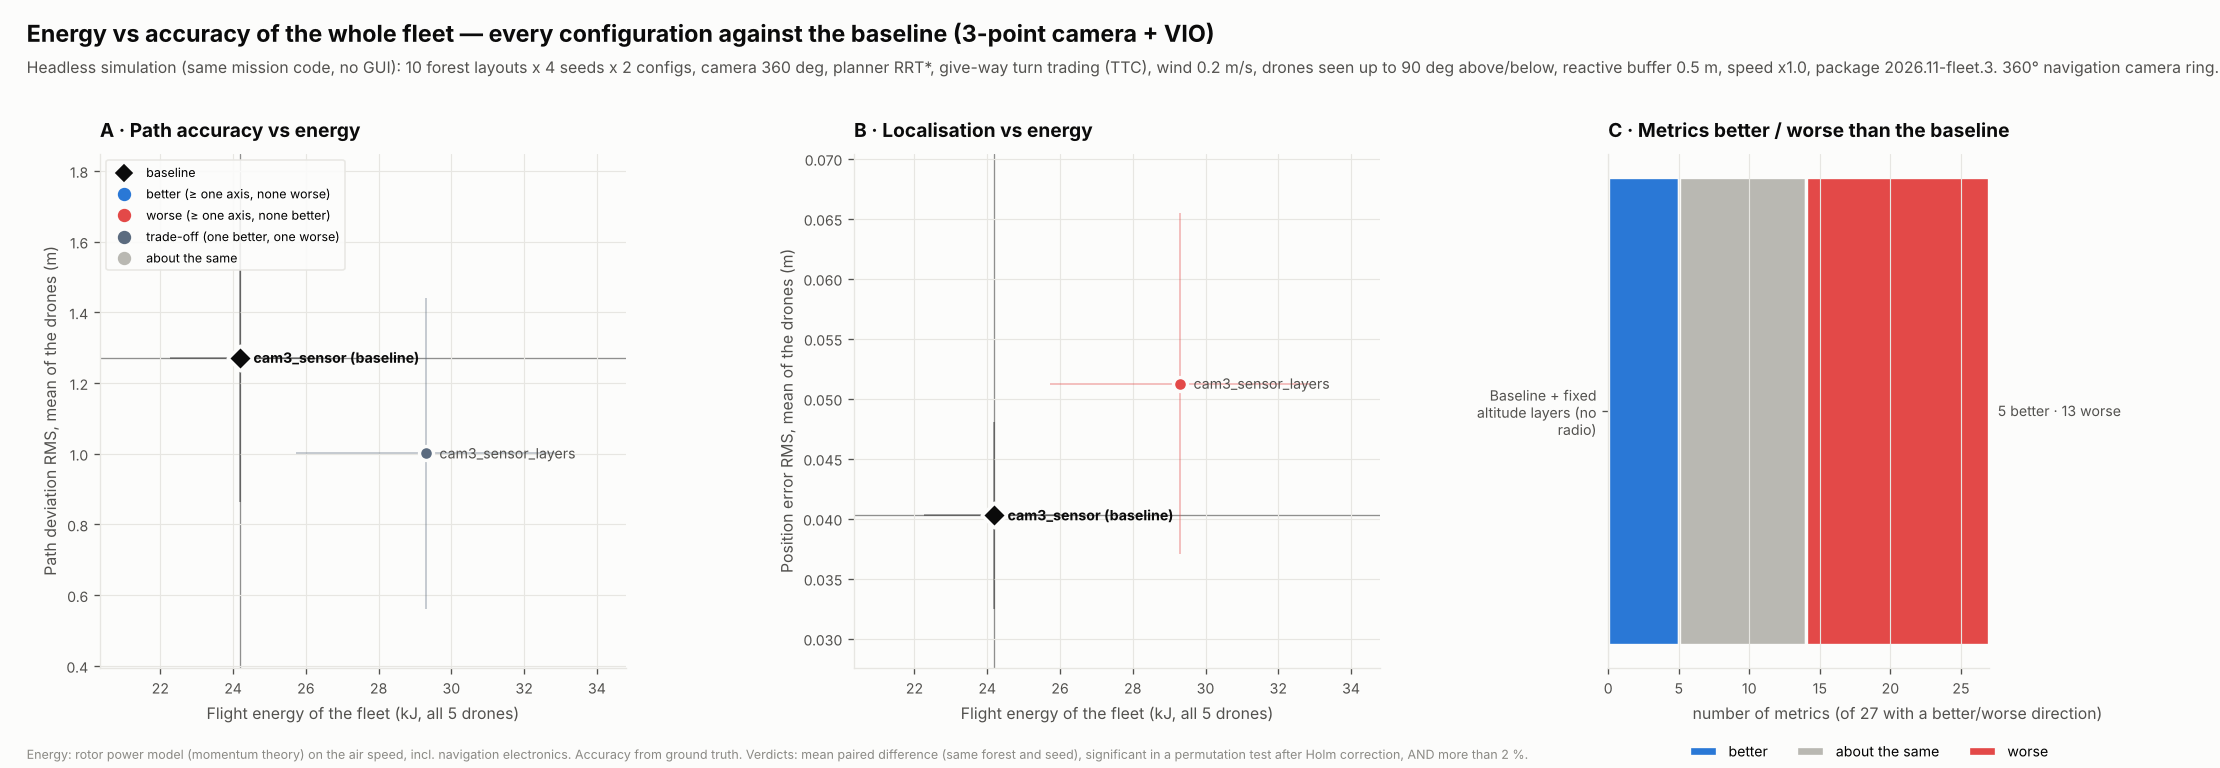 Energy vs accuracy of the whole fleet — every configuration against the baseline (3-point camera + VIO)
Headless simulation (same mission code, no GUI): 10 forest layouts x 4 seeds x 2 configs, camera 360 deg, planner RRT*, give-way turn trading (TTC), wind 0.2 m/s, drones seen up to 90 deg above/below, reactive buffer 0.5 m, speed x1.0, package 2026.11-fleet.3. 360° navigation camera ring.
A · Path accuracy vs energy
baseline
better (≥ one axis, none worse)
worse (≥ one axis, none better)
trade-off (one better, one worse)
about the same
1.8
1.6
1.4
1.2
1.0
0.8
0.6
0.4
Path deviation RMS, mean of the drones (m)
cam3_sensor (baseline)
cam3_sensor_layers
22 24 26 28 30 32 34
Flight energy of the fleet (kJ, all 5 drones)
B · Localisation vs energy
0.070
0.065
0.060
0.055
0.050
0.045
0.040
0.035
0.030
Position error RMS, mean of the drones (m)
cam3_sensor_layers
cam3_sensor (baseline)
22 24 26 28 30 32 34
Flight energy of the fleet (kJ, all 5 drones)
C · Metrics better / worse than the baseline
Baseline + fixed
altitude layers (no
radio)
5 better · 13 worse
0 5 10 15 20 25
number of metrics (of 27 with a better/worse direction)
better about the same worse
Energy: rotor power model (momentum theory) on the air speed, incl. navigation electronics. Accuracy from ground truth. Verdicts: mean paired difference (same forest and seed), significant in a permutation test after Holm correction, AND more than 2 %.